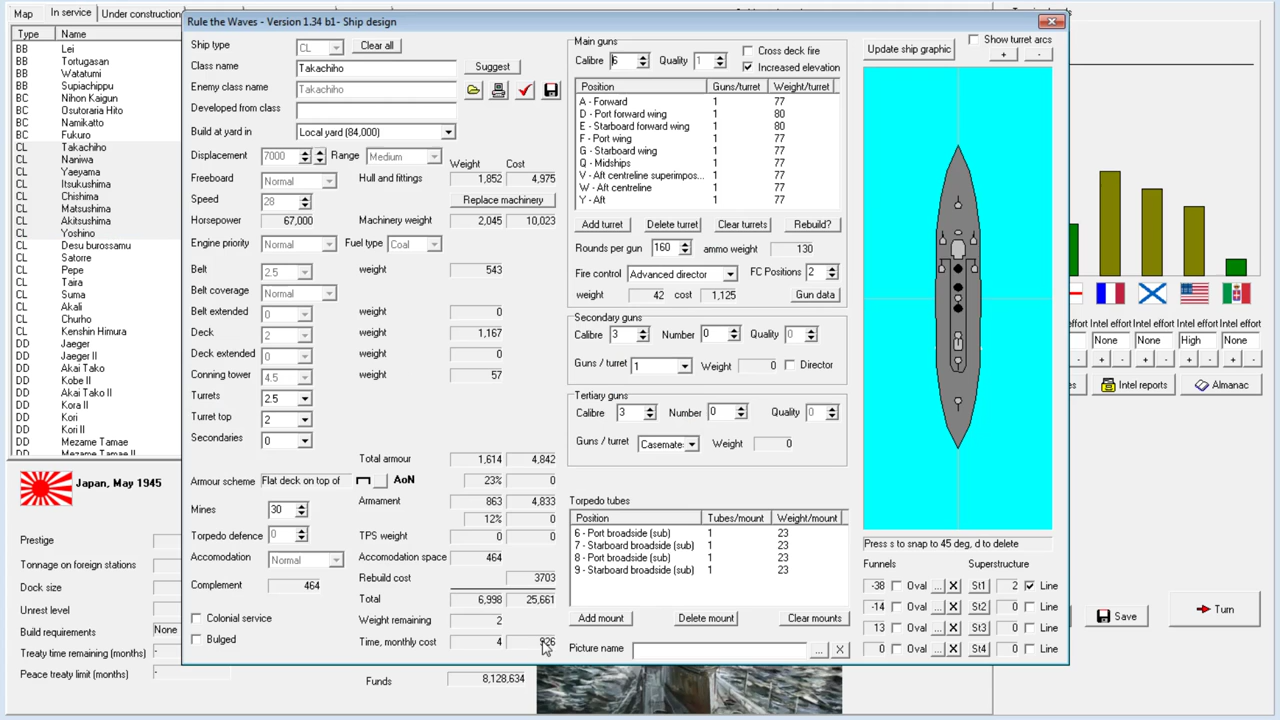 Map
In service
Under construction
Rule the Waves - Version 1.34 b1- Ship design
Type Name
BB Lei
BB Tortugasan
BB Watatumi
BB Supiachippu
BC Nihon Kaigun
BC Osutoraria Hito
BC Namikatto
BC Fukuro
CL Takachiho
CL Naniwa
CL Yaeyama
CL Itsukushima
CL Chishima
CL Matsushima
CL Akitsushima
CL Yoshino
CL Desu burossamu
CL Satorre
CL Pepe
CL Taira
CL Suma
CL Akali
CL Churho
CL Kenshin Himura
DD Jaeger
DD Jaeger II
DD Akai Tako
DD Kobe II
DD Akai Tako II
DD Kora II
DD Kori
DD Kori II
DD Mezame Tamae
DD Mezame Tamae II
Japan, May 1945
Prestige
Tonnage on foreign stations
Dock size
Unrest level
Build requirements None
Treaty time remaining (months) -
Peace treaty limit (months) -
Ship type CL Clear all
Class name Takachiho Suggest
Enemy class name Takachiho
Developed from class
Build at yard in Local yard (84,000)
Displacement 7000 Range Medium
Weight Cost
Freeboard Normal Hull and fittings 1,852 4,975
Speed 28 Replace machinery
Horsepower 67,000 Machinery weight 2,045 10,023
Engine priority Normal Fuel type Coal
Belt 2.5 weight 543
Belt coverage Normal
Belt extended 0 weight 0
Deck 2 weight 1,167
Deck extended 0 weight 0
Conning tower 4.5 weight 57
Turrets 2.5
Turret top 2
Secondaries 0
Total armour 1,614 4,842
Armour scheme Flat deck on top of AoN 23% 0
Armament 863 4,833
Mines 30 12% 0
Torpedo defence 0 TPS weight 0 0
Accomodation Normal Accomodation space 464
Complement 464 Rebuild cost 3703
Total 6,998 25,661
Colonial service Weight remaining 2
Bulged Time, monthly cost 4 926
Funds 8,128,634
Main guns
Calibre 6 Quality 1 Cross deck fire
Increased elevation
Position Guns/turret Weight/turret
A - Forward 1 77
D - Port forward wing 1 80
E - Starboard forward wing 1 80
F - Port wing 1 77
G - Starboard wing 1 77
Q - Midships 1 77
V - Aft centreline superimpos... 1 77
W - Aft centreline 1 77
Y - Aft 1 77
Add turret Delete turret Clear turrets Rebuild?
Rounds per gun 160 ammo weight 130
Fire control Advanced director FC Positions 2
weight 42 cost 1,125 Gun data
Secondary guns
Calibre 3 Number 0 Quality 0
Guns / turret 1 Weight 0 Director
Tertiary guns
Calibre 3 Number 0 Quality 0
Guns / turret Casemate: Weight 0
Torpedo tubes
Position Tubes/mount Weight/mount
6 - Port broadside (sub) 1 23
7 - Starboard broadside (sub) 1 23
8 - Port broadside (sub) 1 23
9 - Starboard broadside (sub) 1 23
Add mount Delete mount Clear mounts
Picture name ... X
Update ship graphic Show turret arcs
+ -
Press s to snap to 45 deg, d to delete
Funnels Superstructure
-38 Oval ... X St1 2 Line
-14 Oval ... X St2 0 Line
13 Oval ... X St3 0 Line
0 Oval ... X St4 0 Line
Intel effort Intel effort Intel effort Intel effort
None None High None
+ - + - + - + -
Intel reports Almanac
Save Turn